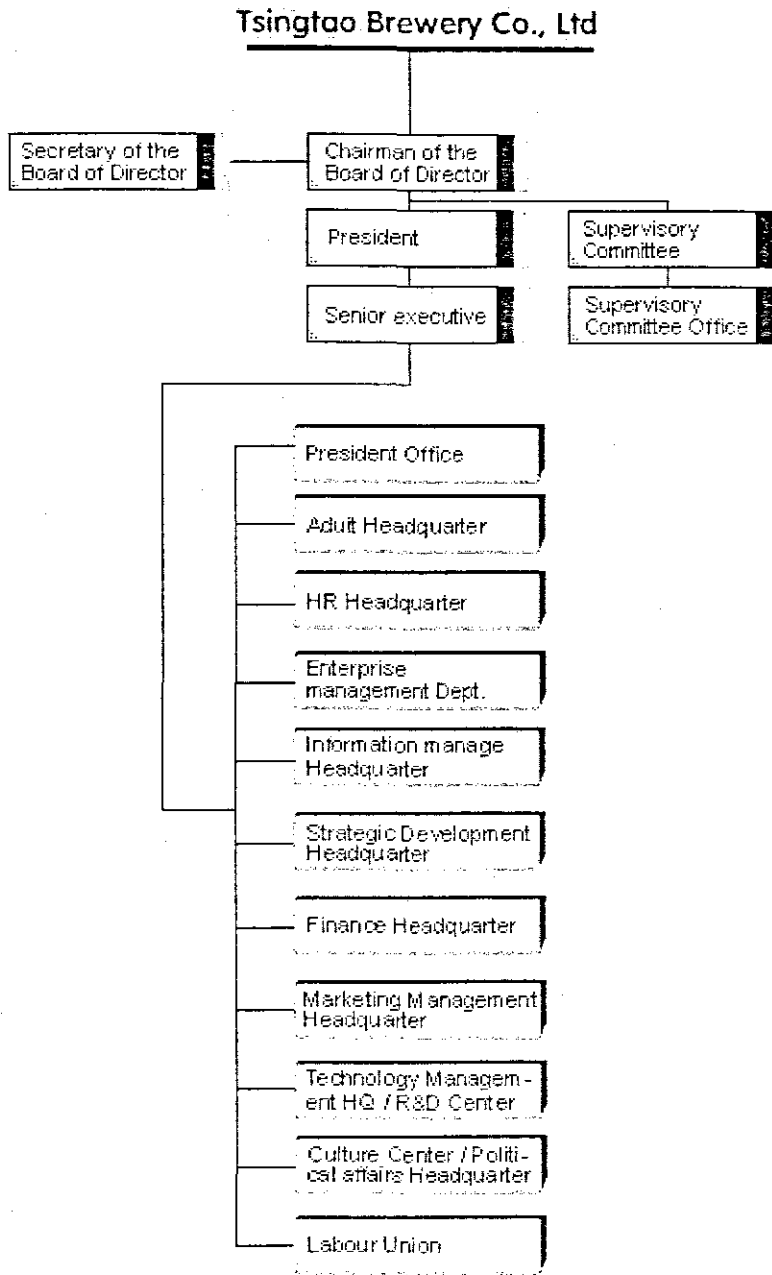 Tsingtao Brewery Co., Ltd
Secretary of the
Board of Director
Chairman of the
Board of Director
President
Supervisory
Committee
Senior executive
Supervisory
Committee Office
President Office
Aduit Headquarter
HR Headquarter
Enterprise
management Dept.
Information manage
Headquarter
Strategic Development
Headquarter
Finance Headquarter
Marketing Management
Headquarter
Technology Managem-
ent HQ / R&D Center
Culture Center / Politi-
cal affairs Headquarter
Labour Union